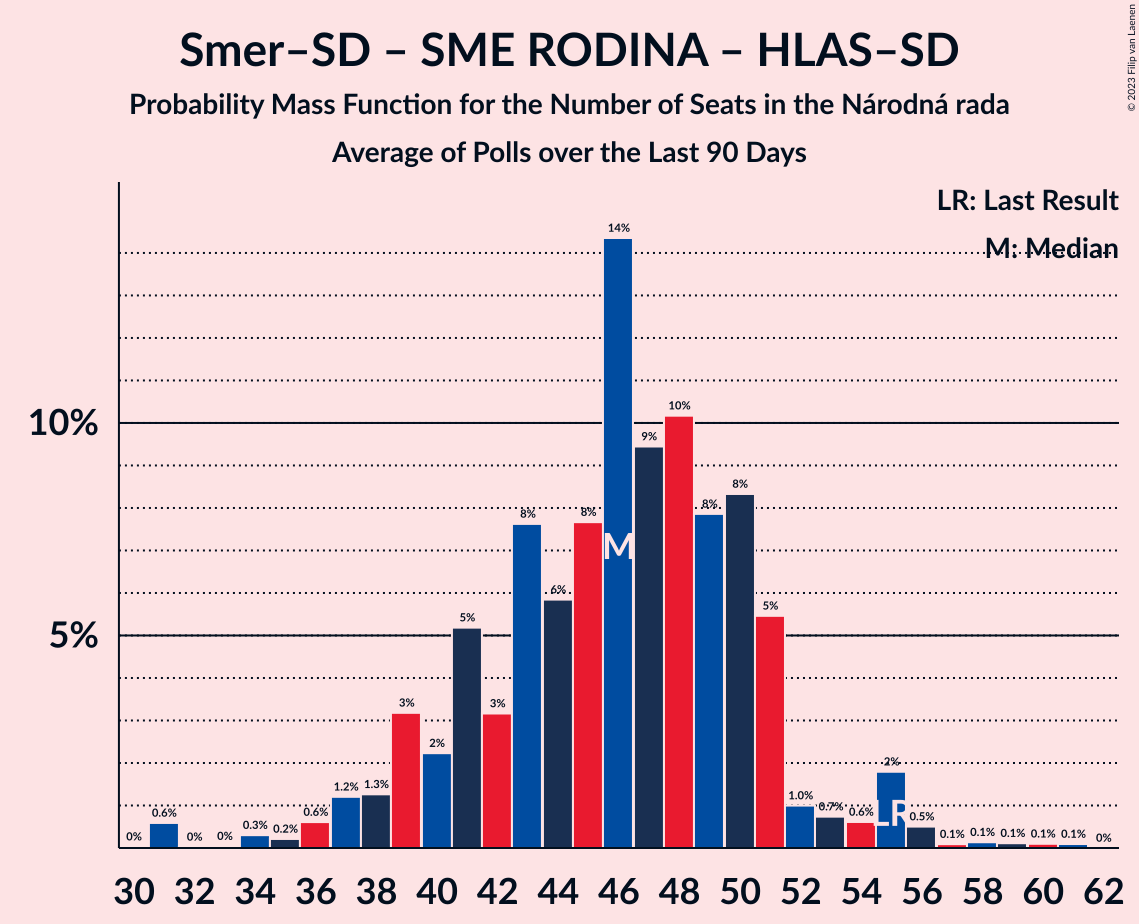 Smer–SD – SME RODINA – HLAS–SD
Probability Mass Function for the Number of Seats in the Národná rada
Average of Polls over the Last 90 Days
© 2023 Filip van Laenen
LR: Last Result
M: Median
10%
5%
0% 0.6% 0% 0% 0.3% 0.2% 0.6% 1.2% 1.3% 3% 2% 5% 3% 8% 6% 8% 14% 9% 10% 8% 8% 5% 1.0% 0.7% 0.6% 2% 0.5% 0.1% 0.1% 0.1% 0.1% 0.1% 0%
M
LR
30 32 34 36 38 40 42 44 46 48 50 52 54 56 58 60 62